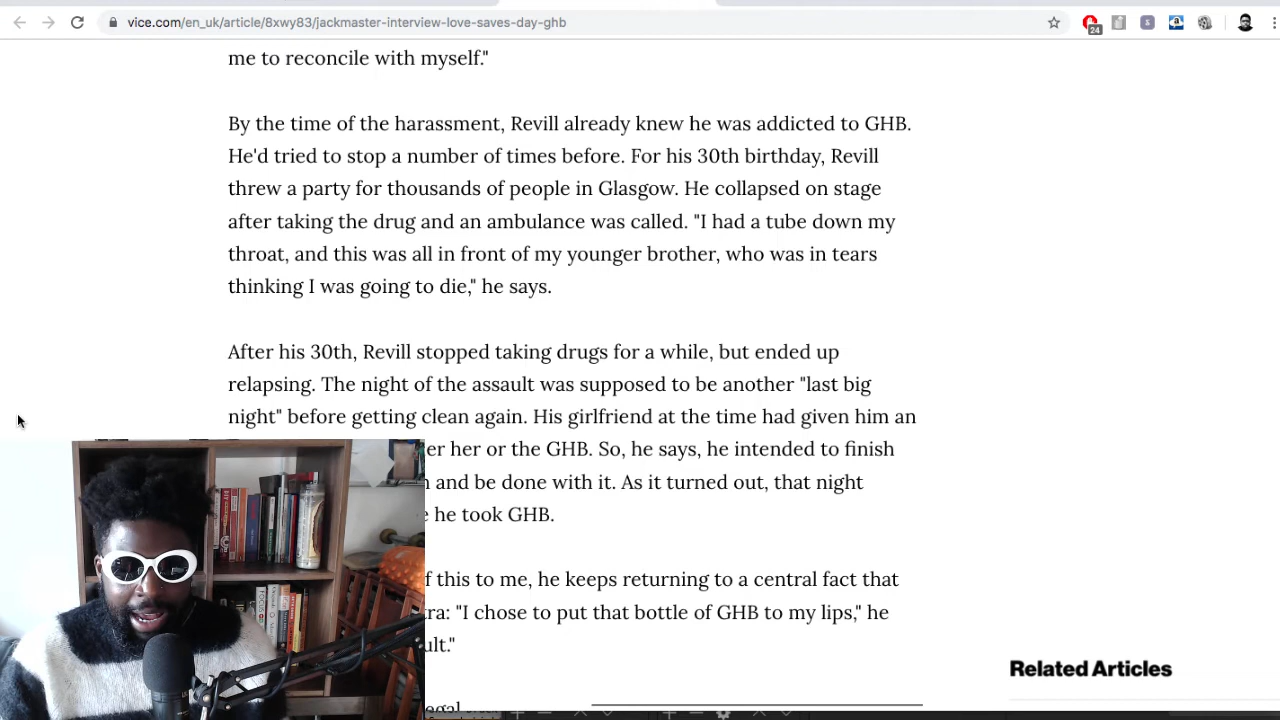 vice.com/en_uk/article/8xwy83/jackmaster-interview-love-saves-day-ghb
24
me to reconcile with myself."
By the time of the harassment, Revill already knew he was addicted to GHB.
He'd tried to stop a number of times before. For his 30th birthday, Revill
threw a party for thousands of people in Glasgow. He collapsed on stage
after taking the drug and an ambulance was called. "I had a tube down my
throat, and this was all in front of my younger brother, who was in tears
thinking I was going to die," he says.
After his 30th, Revill stopped taking drugs for a while, but ended up
relapsing. The night of the assault was supposed to be another "last big
night" before getting clean again. His girlfriend at the time had given him an
her or the GHB. So, he says, he intended to finish
and be done with it. As it turned out, that night
he took GHB.
this to me, he keeps returning to a central fact that
"I chose to put that bottle of GHB to my lips," he
Related Articles